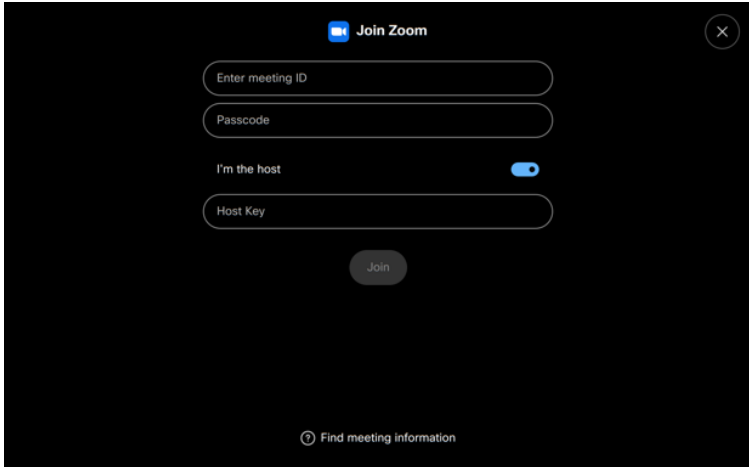 Join Zoom
Enter meeting ID
Passcode
I'm the host
Host Key
Join
Find meeting information